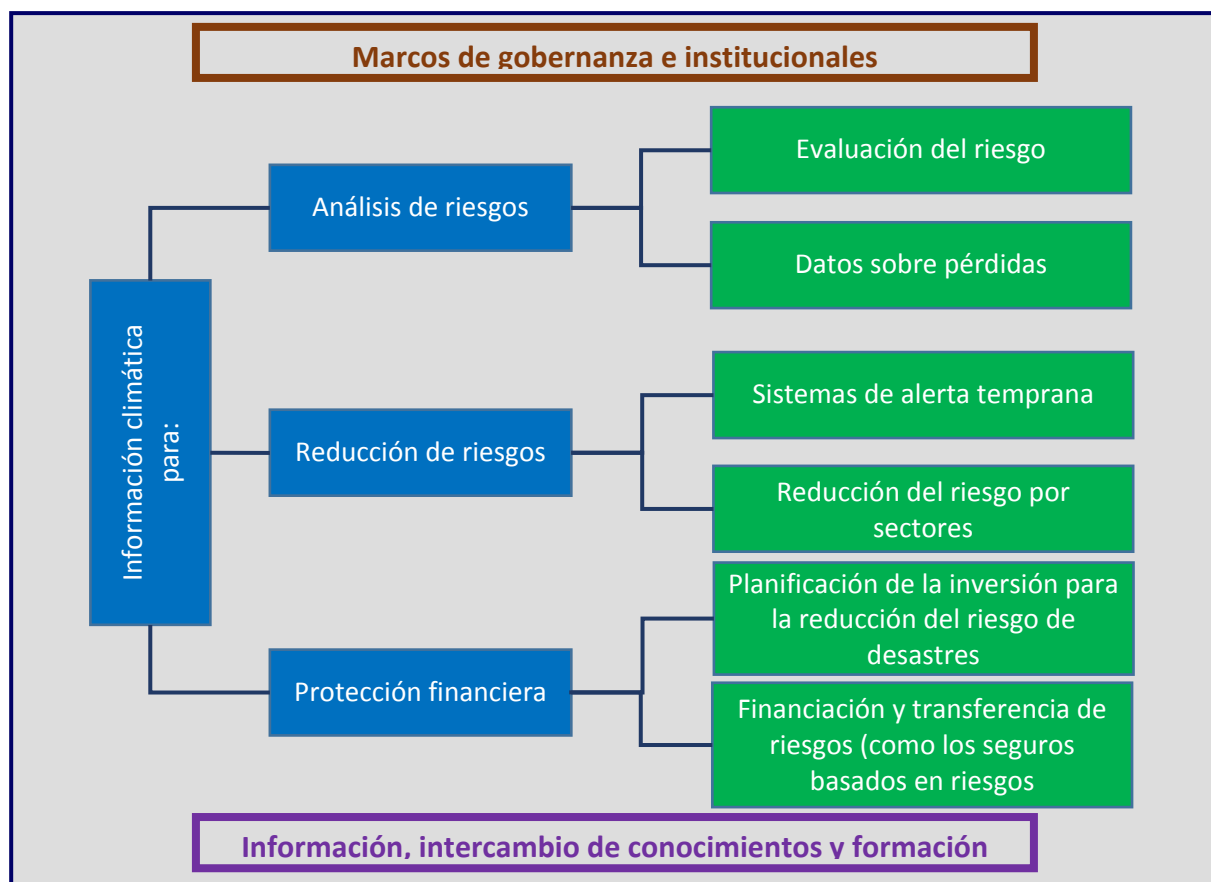 Marcos de gobernanza e institucionales
Información climática
para:
Análisis de riesgos
Evaluación del riesgo
Datos sobre pérdidas
Reducción de riesgos
Sistemas de alerta temprana
Reducción del riesgo por
sectores
Protección financiera
Planificación de la inversión para
la reducción del riesgo de
desastres
Financiación y transferencia de
riesgos (como los seguros
basados en riesgos
Información, intercambio de conocimientos y formación